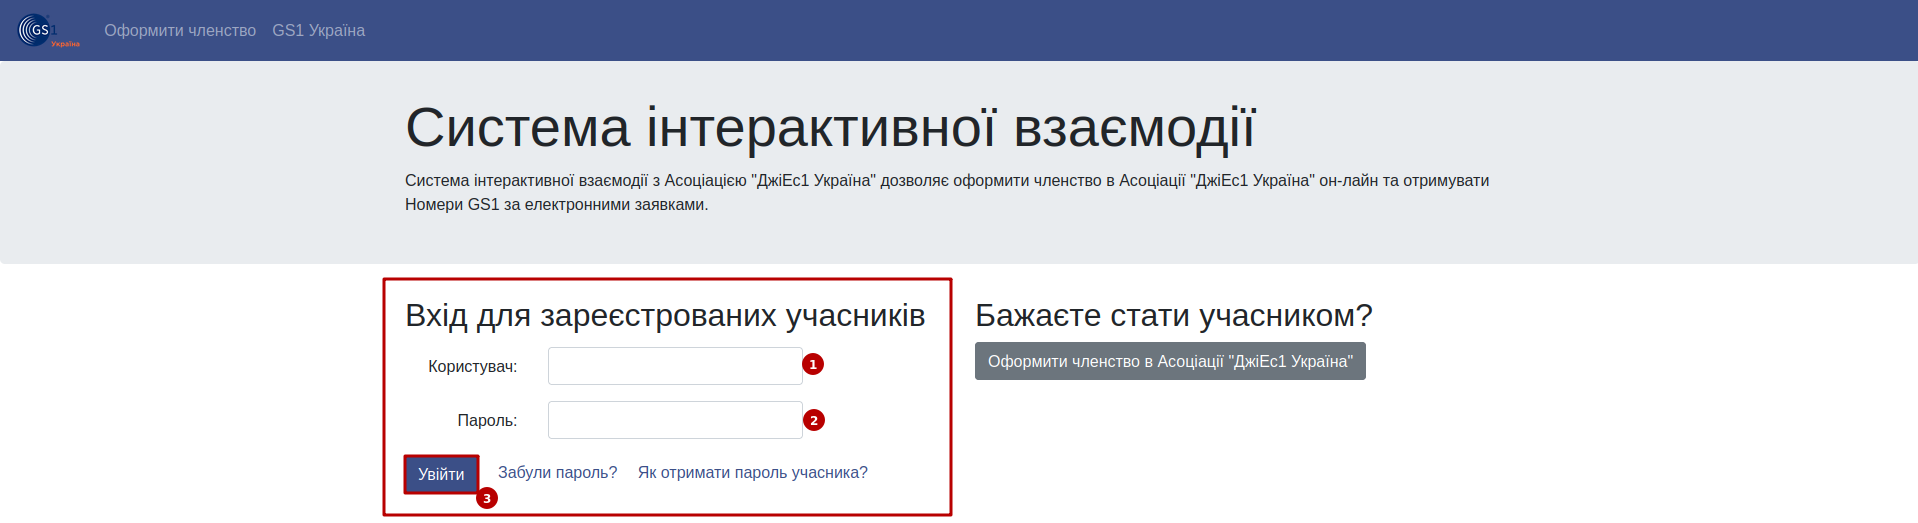 GS1
Україна
Оформити членство
GS1 Україна
Система інтерактивної взаємодії
Система інтерактивної взаємодії з Асоціацією "ДжіЕс1 Україна" дозволяє оформити членство в Асоціації "ДжіЕс1 Україна" он-лайн та отримувати
Номери GS1 за електронними заявками.
Вхід для зареєстрованих учасників
Користувач:
1
Пароль:
2
Увійти
3
Забули пароль?
Як отримати пароль учасника?
Бажаєте стати учасником?
Оформити членство в Асоціації "ДжіЕс1 Україна"